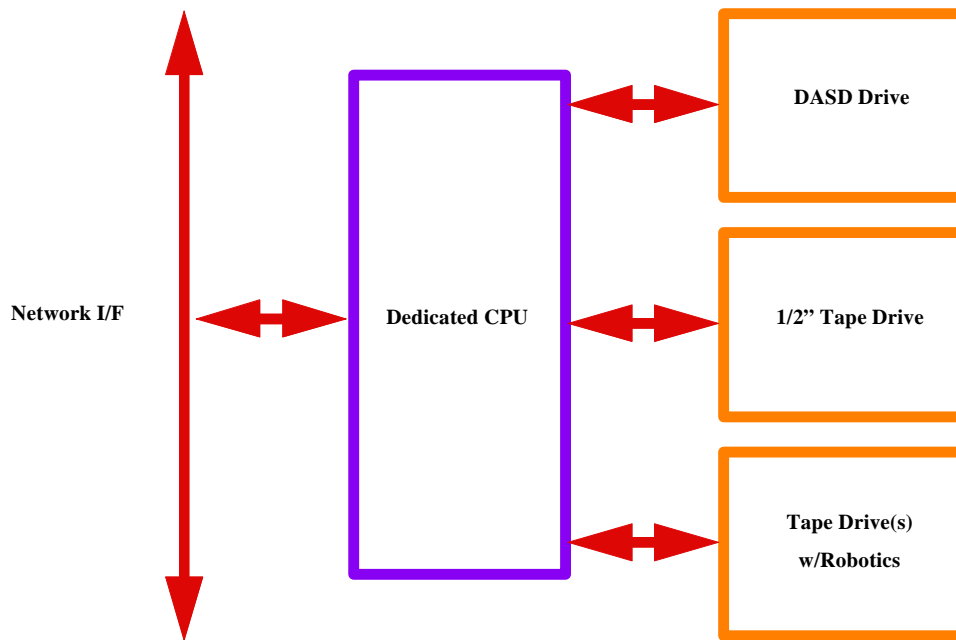 DASD Drive
Network I/F
Dedicated CPU
1/2” Tape Drive
Tape Drive(s)
w/Robotics